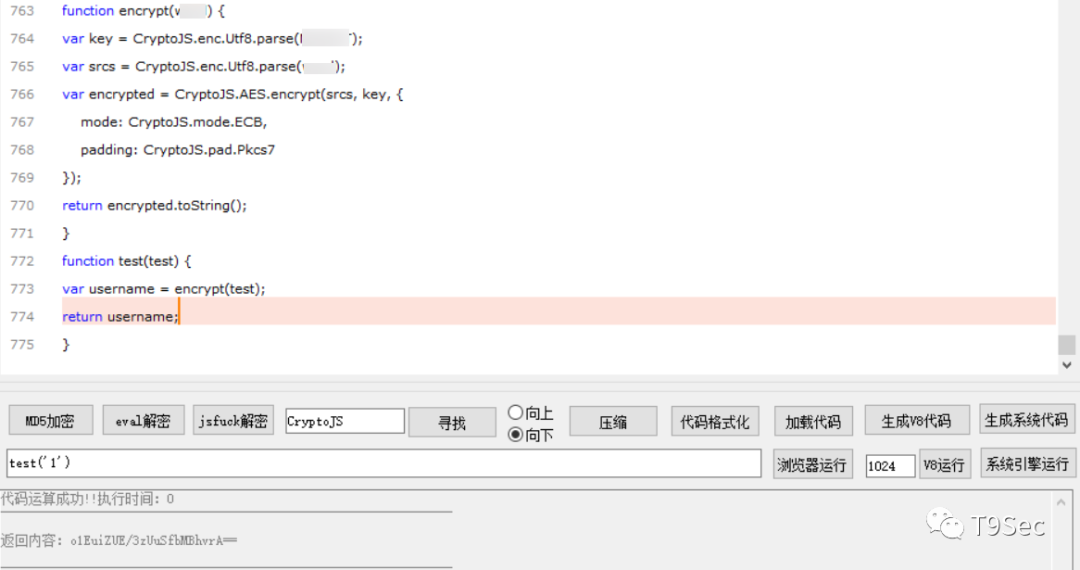 763 function encrypt(w) {
764 var key = CryptoJS.enc.Utf8.parse();
765 var srcs = CryptoJS.enc.Utf8.parse();
766 var encrypted = CryptoJS.AES.encrypt(srcs, key, {
767 mode: CryptoJS.mode.ECB,
768 padding: CryptoJS.pad.Pkcs7
769 });
770 return encrypted.toString();
771 }
772 function test(test) {
773 var username = encrypt(test);
774 return username;
775 }
MD5加密 eval解密 jsfuck解密 CryptoJS 寻找 向上 向下 压缩 代码格式化 加载代码 生成V8代码 生成系统代码
test('1') 浏览器运行 1024 V8运行 系统引擎运行
代码运算成功!!执行时间: 0
返回内容: o1EuiZUE/3zUuSfbMBhvrA==
T9Sec